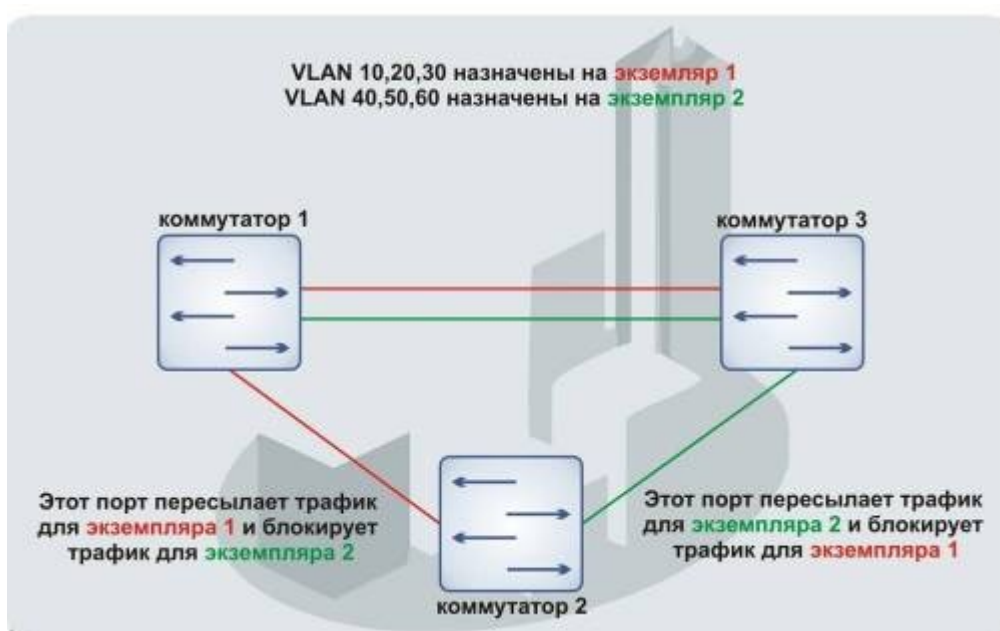 VLAN 10,20,30 назначены на экземляр 1
VLAN 40,50,60 назначены на экземпляр 2
коммутатор 1
коммутатор 3
Этот порт пересылает трафик
для экземпляра 1 и блокирует
трафик для экземпляра 2
Этот порт пересылает трафик
для экземпляра 2 и блокирует
трафик для экземпляра 1
коммутатор 2